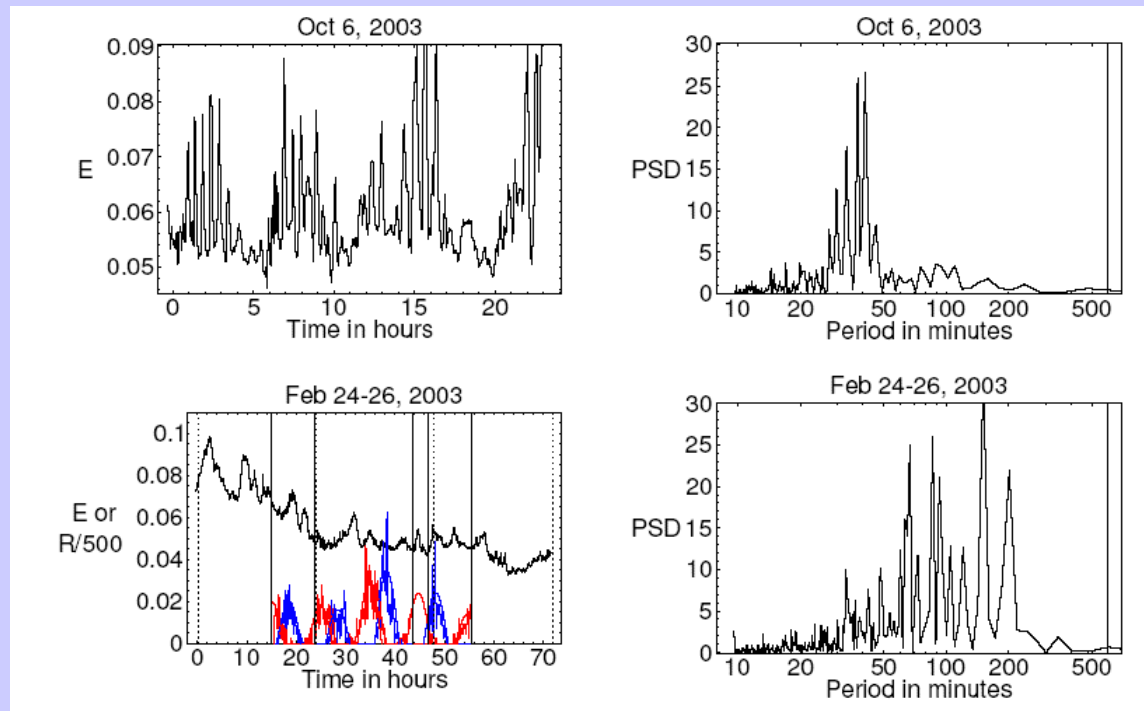 Oct 6, 2003
0.09
0.08
0.07
0.06
0.05
E
0 5 10 15 20
Time in hours
Oct 6, 2003
30
25
20
PSD 15
10
5
0
10 20 50 100 200 500
Period in minutes
Feb 24-26, 2003
0.1
0.08
0.06
0.04
0.02
0
E or
R/500
0 10 20 30 40 50 60 70
Time in hours
Feb 24-26, 2003
30
25
20
PSD 15
10
5
0
10 20 50 100 200 500
Period in minutes